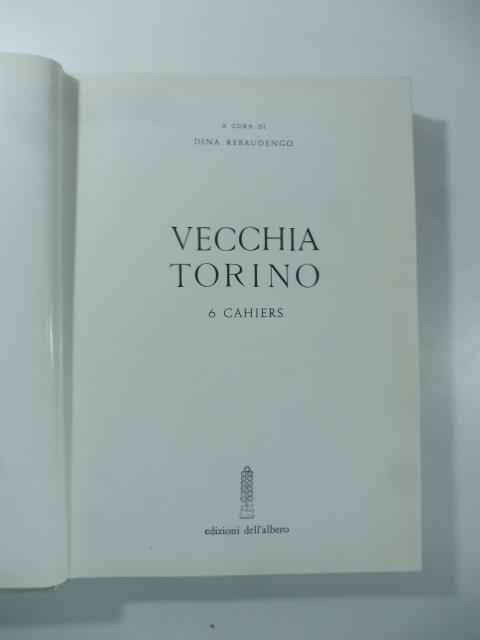 A CURA DI
DINA REBAUDENGO
VECCHIA
TORINO
6 CAHIERS
edizioni dell'albero